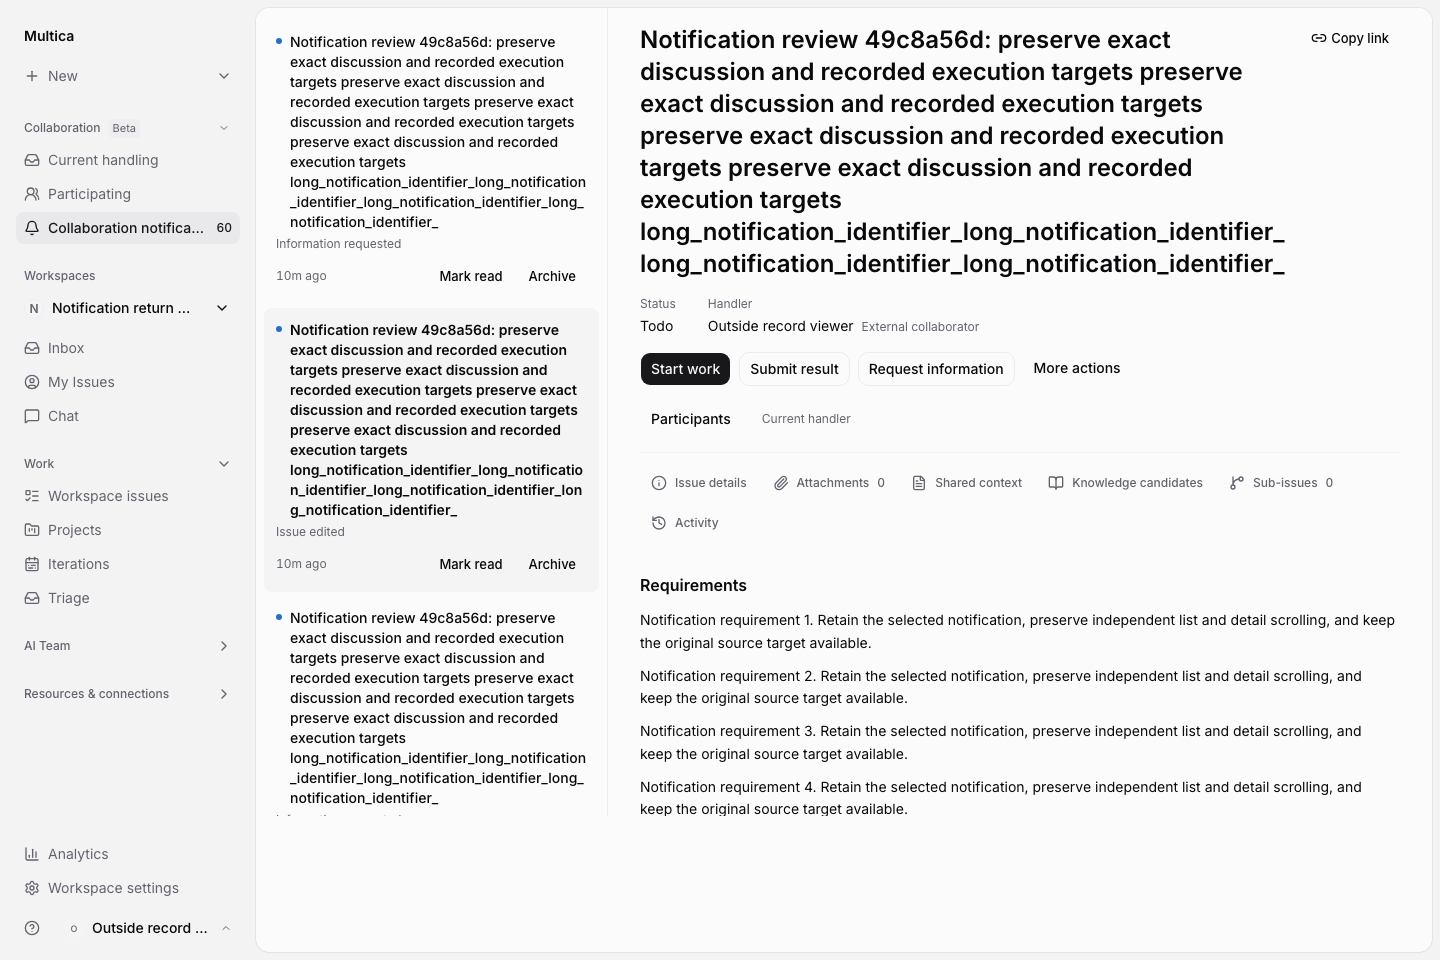 Multica
New
Collaboration Beta
Current handling
Participating
Collaboration notifica... 60
Workspaces
N Notification return ...
Inbox
My Issues
Chat
Work
Workspace issues
Projects
Iterations
Triage
AI Team
Resources & connections
Analytics
Workspace settings
o Outside record ...
Notification review 49c8a56d: preserve
exact discussion and recorded execution
targets preserve exact discussion and
recorded execution targets preserve exact
discussion and recorded execution targets
preserve exact discussion and recorded
execution targets
long_notification_identifier_long_notification
_identifier_long_notification_identifier_long_
notification_identifier_
Information requested
10m ago Mark read Archive
Notification review 49c8a56d: preserve
exact discussion and recorded execution
targets preserve exact discussion and
recorded execution targets preserve exact
discussion and recorded execution targets
preserve exact discussion and recorded
execution targets
long_notification_identifier_long_notificatio
n_identifier_long_notification_identifier_lon
g_notification_identifier_
Issue edited
10m ago Mark read Archive
Notification review 49c8a56d: preserve
exact discussion and recorded execution
targets preserve exact discussion and
recorded execution targets preserve exact
discussion and recorded execution targets
preserve exact discussion and recorded
execution targets
long_notification_identifier_long_notification
_identifier_long_notification_identifier_long_
notification_identifier_
Notification review 49c8a56d: preserve exact
discussion and recorded execution targets preserve
exact discussion and recorded execution targets
preserve exact discussion and recorded execution
targets preserve exact discussion and recorded
execution targets
long_notification_identifier_long_notification_identifier_
long_notification_identifier_long_notification_identifier_
Copy link
Status Handler
Todo Outside record viewer External collaborator
Start work Submit result Request information More actions
Participants Current handler
Issue details Attachments 0 Shared context Knowledge candidates Sub-issues 0
Activity
Requirements
Notification requirement 1. Retain the selected notification, preserve independent list and detail scrolling, and keep
the original source target available.
Notification requirement 2. Retain the selected notification, preserve independent list and detail scrolling, and
keep the original source target available.
Notification requirement 3. Retain the selected notification, preserve independent list and detail scrolling, and
keep the original source target available.
Notification requirement 4. Retain the selected notification, preserve independent list and detail scrolling, and
keep the original source target available.